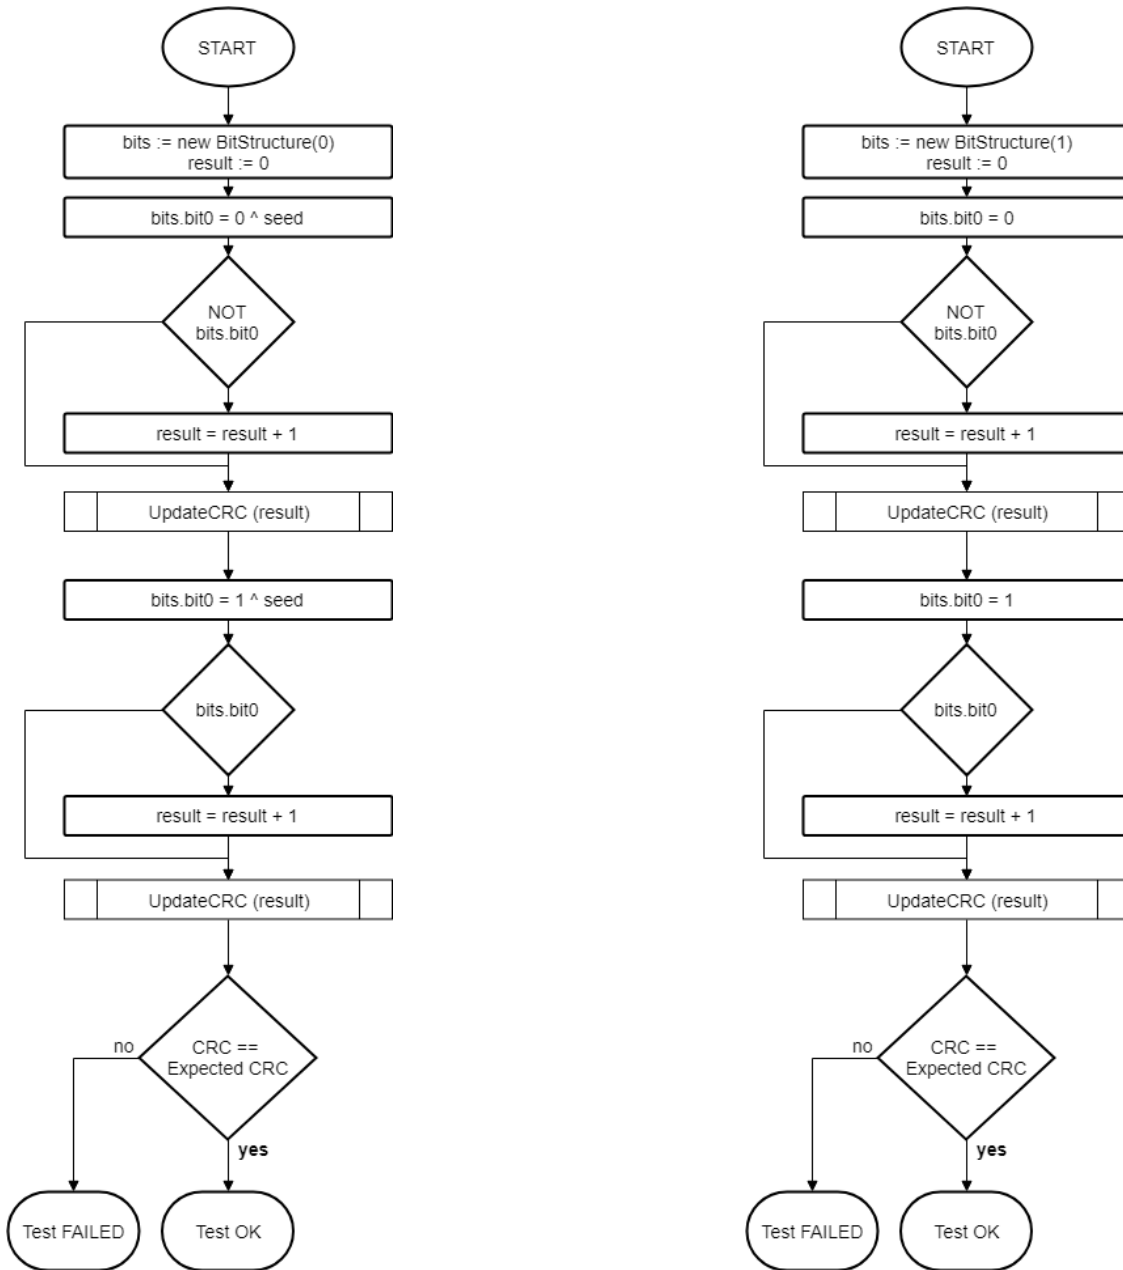 START
bits := new BitStructure(0)
result := 0
bits.bit0 = 0 ^ seed
NOT
bits.bit0
result = result + 1
UpdateCRC (result)
bits.bit0 = 1 ^ seed
bits.bit0
result = result + 1
UpdateCRC (result)
CRC ==
Expected CRC
no
yes
Test FAILED
Test OK
START
bits := new BitStructure(1)
result := 0
bits.bit0 = 0
NOT
bits.bit0
result = result + 1
UpdateCRC (result)
bits.bit0 = 1
bits.bit0
result = result + 1
UpdateCRC (result)
CRC ==
Expected CRC
no
yes
Test FAILED
Test OK